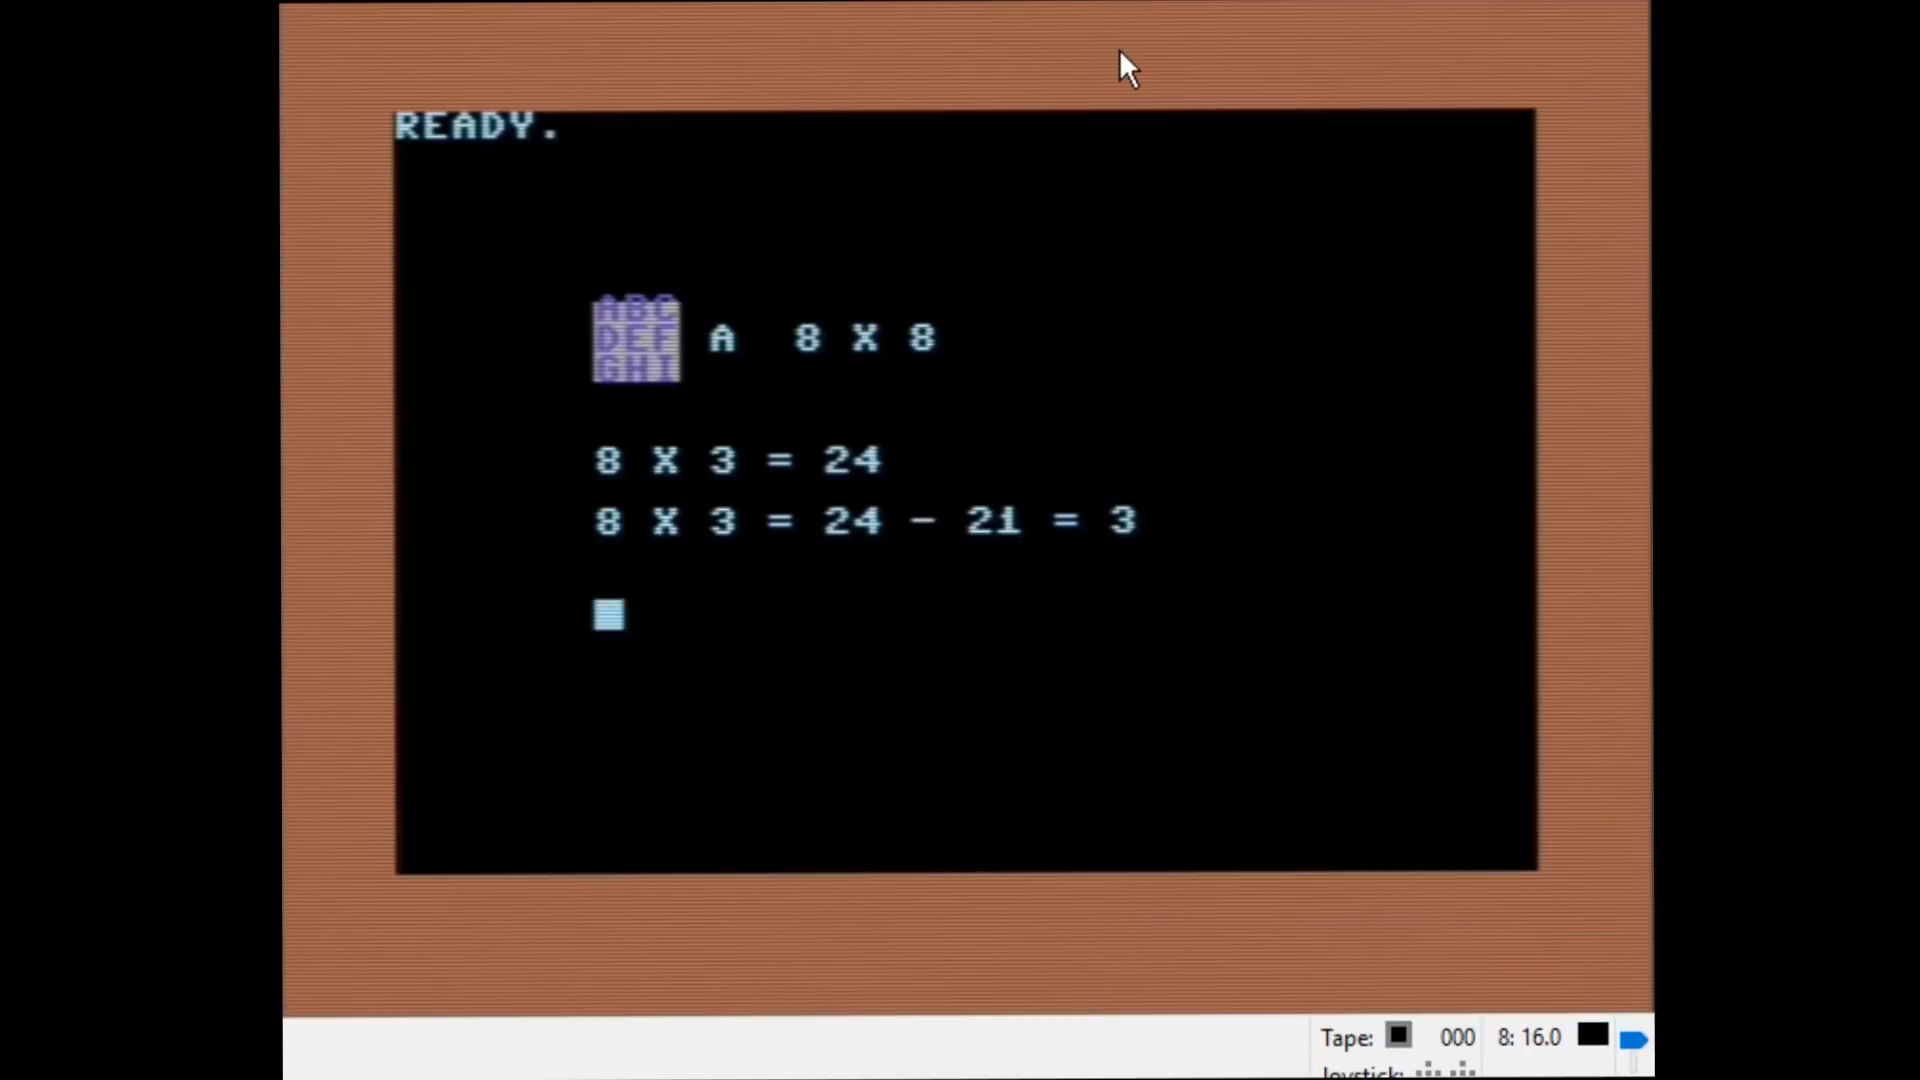 READY.
ABC
DEF A 8 X 8
GHI
8 X 3 = 24
8 X 3 = 24 - 21 = 3
Tape: 000 8: 16.0
Joystick: